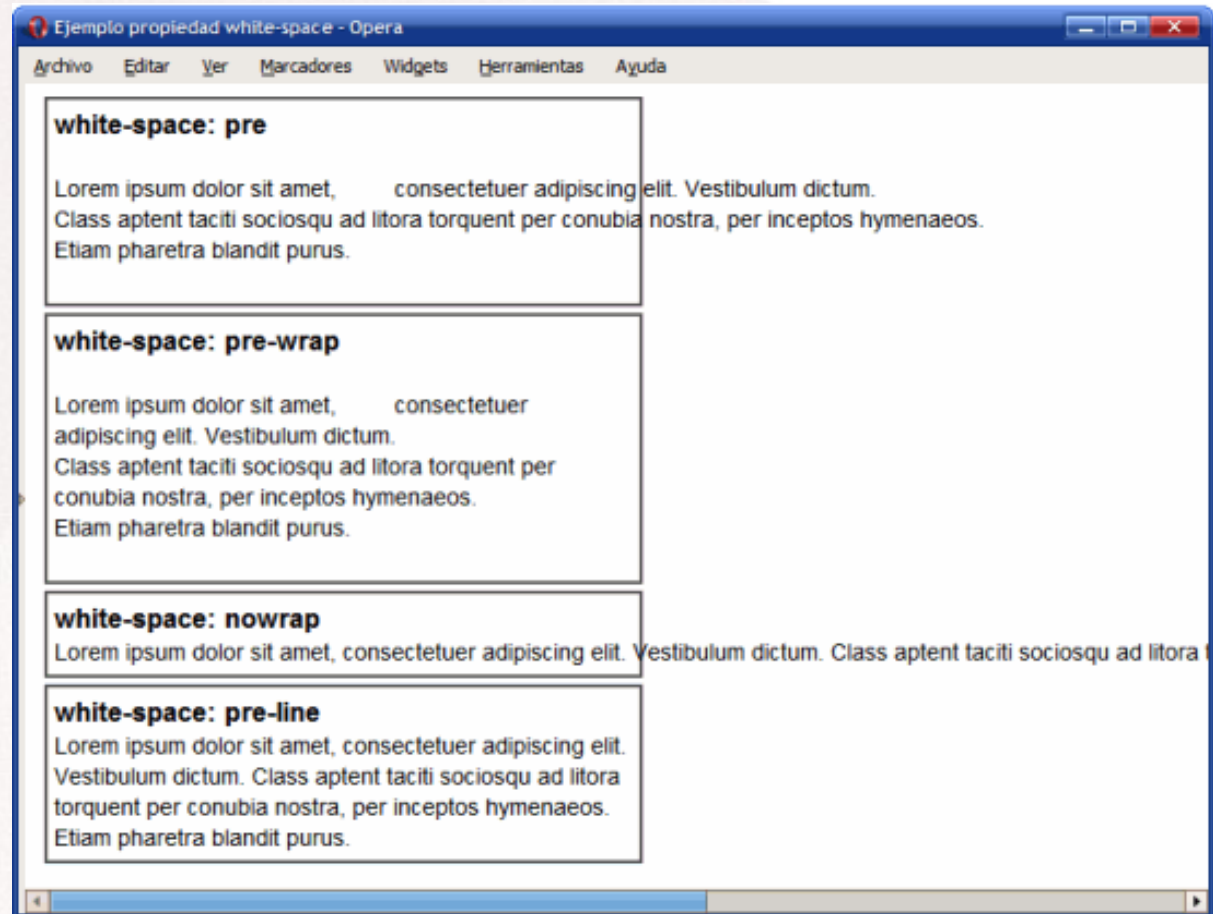 Ejemplo propiedad white-space - Opera
Archivo Editar Ver Marcadores Widgets Herramientas Ayuda
white-space: pre
Lorem ipsum dolor sit amet, consectetuer adipiscing elit. Vestibulum dictum.
Class aptent taciti sociosqu ad litora torquent per conubia nostra, per inceptos hymenaeos.
Etiam pharetra blandit purus.
white-space: pre-wrap
Lorem ipsum dolor sit amet, consectetuer
adipiscing elit. Vestibulum dictum.
Class aptent taciti sociosqu ad litora torquent per
conubia nostra, per inceptos hymenaeos.
Etiam pharetra blandit purus.
white-space: nowrap
Lorem ipsum dolor sit amet, consectetuer adipiscing elit. Vestibulum dictum. Class aptent taciti sociosqu ad litora
white-space: pre-line
Lorem ipsum dolor sit amet, consectetuer adipiscing elit.
Vestibulum dictum. Class aptent taciti sociosqu ad litora
torquent per conubia nostra, per inceptos hymenaeos.
Etiam pharetra blandit purus.